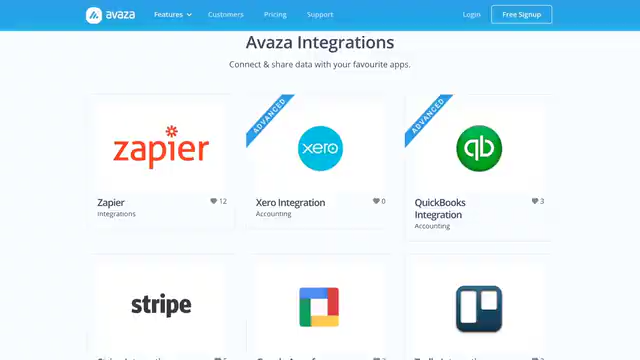 avaza Features Customers Pricing Support Login Free Signup
Avaza Integrations
Connect & share data with your favourite apps.
zapier
ADVANCED
xero
ADVANCED
qb
Zapier 12
Integrations
Xero Integration 0
Accounting
QuickBooks 3
Integration
Accounting
stripe